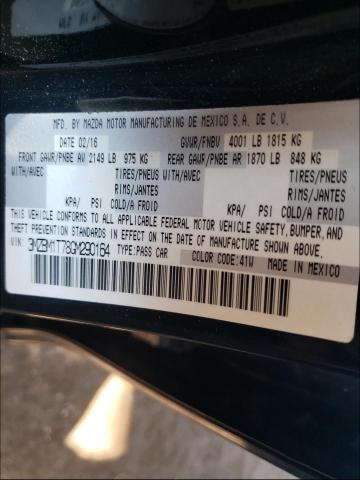 MFD. BY MAZDA MOTOR MANUFACTURING DE MEXICO S.A. DE C.V.
DATE 02/16 GVWR/PNBV 4001 LB 1815 KG
FRONT GAWR/PNBE AV 2149 LB 975 KG REAR GAWR/PNBE AR 1870 LB 848 KG
WITH/AVEC TIRES/PNEUS WITH/AVEC TIRES/PNEUS
RIMS/JANTES RIMS/JANTES
KPA/ PSI COLD/A FROID KPA/ PSI COLD/A FROID
THIS VEHICLE CONFORMS TO ALL APPLICABLE FEDERAL MOTOR VEHICLE SAFETY, BUMPER, AND
THEFT PREVENTION STANDARDS IN EFFECT ON THE DATE OF MANUFACTURE SHOWN ABOVE.
VIN: 3MZBM1T78GM290164 TYPE:PASS CAR COLOR CODE:41W MADE IN MEXICO